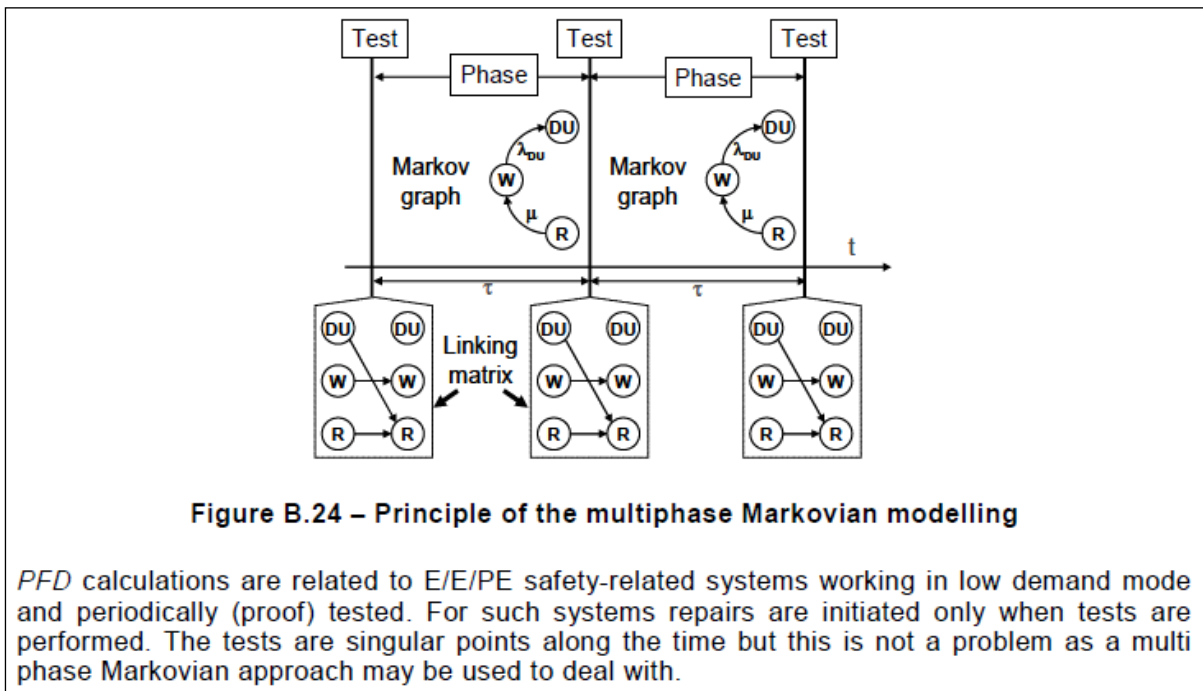 Test Test Test
Phase Phase
DU DU
λDU λDU
Markov graph W Markov graph W
μ μ
R R
t
τ τ
DU DU DU DU DU DU
Linking matrix
W W W W W W
R R R R R R
Figure B.24 – Principle of the multiphase Markovian modelling
PFD calculations are related to E/E/PE safety-related systems working in low demand mode
and periodically (proof) tested. For such systems repairs are initiated only when tests are
performed. The tests are singular points along the time but this is not a problem as a multi
phase Markovian approach may be used to deal with.